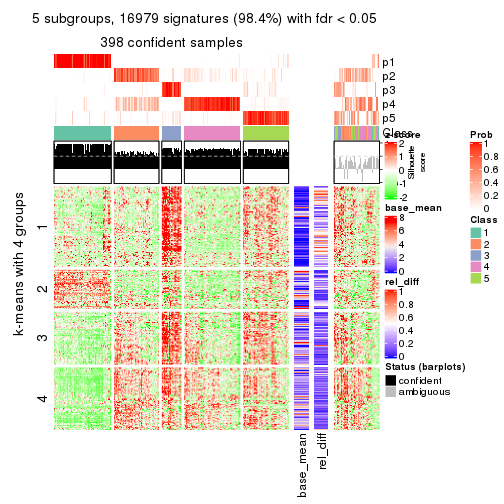 5 subgroups, 16979 signatures (98.4%) with fdr < 0.05
398 confident samples
p1
p2
p3
p4
p5
Class
z-score
2
1
0
-1
-2
Silhouette
score
base_mean
8
6
4
2
0
rel_diff
1
0.8
0.6
0.4
0.2
0
Prob
1
0.8
0.6
0.4
0.2
0
Class
1
2
3
4
5
Status (barplots)
confident
ambiguous
k-means with 4 groups
1
2
3
4
base_mean
rel_diff